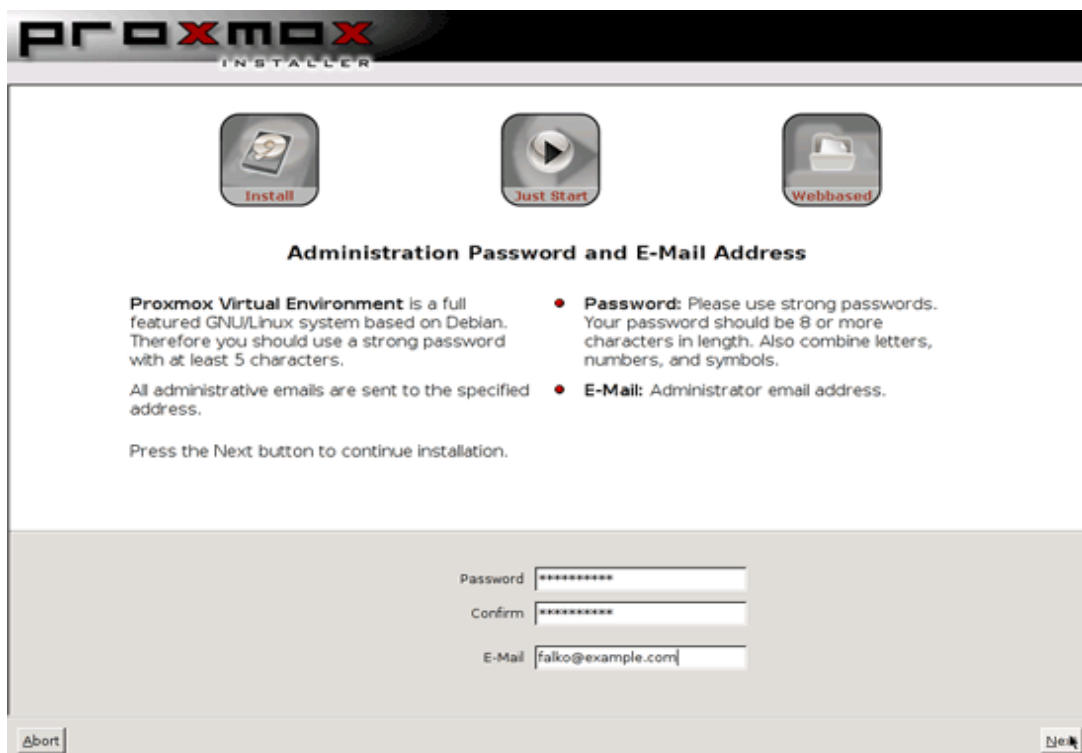 proxmox
INSTALLER
Install
Just Start
Webbased
Administration Password and E-Mail Address
Proxmox Virtual Environment is a full
featured GNU/Linux system based on Debian.
Therefore you should use a strong password
with at least 5 characters.
All administrative emails are sent to the specified
address.
Press the Next button to continue installation.
Password: Please use strong passwords.
Your password should be 8 or more
characters in length. Also combine letters,
numbers, and symbols.
E-Mail: Administrator email address.
Password **********
Confirm **********
E-Mail falko@example.com
Abort